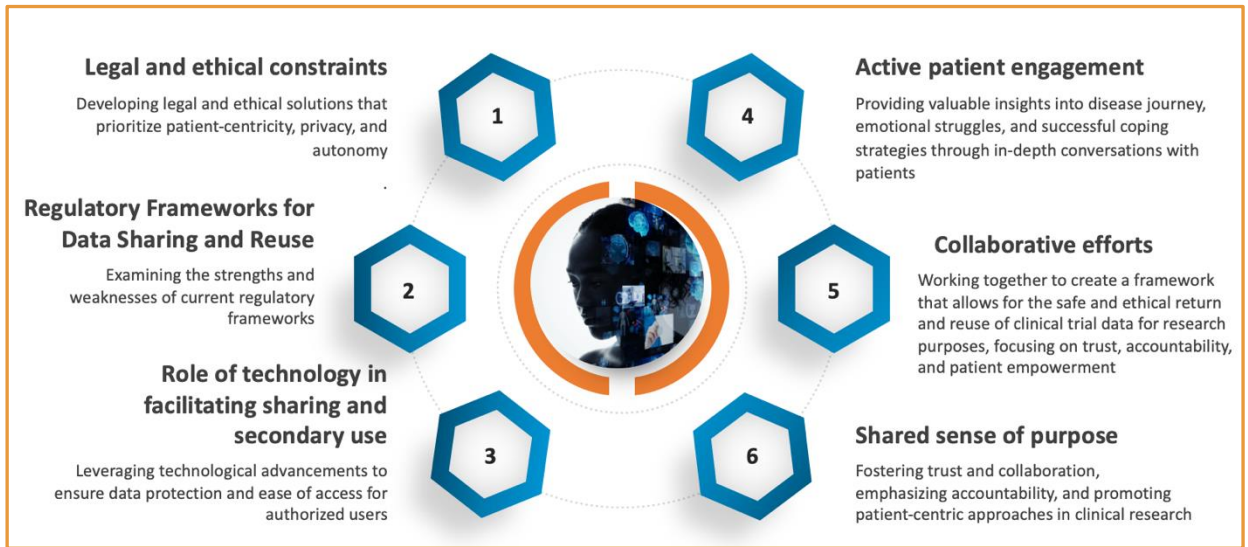 Legal and ethical constraints
Developing legal and ethical solutions that
prioritize patient-centricity, privacy, and
autonomy
.
1
Regulatory Frameworks for
Data Sharing and Reuse
Examining the strengths and
weaknesses of current regulatory
frameworks
2
Role of technology in
facilitating sharing and
secondary use
Leveraging technological advancements to
ensure data protection and ease of access for
authorized users
3
4
Active patient engagement
Providing valuable insights into disease journey,
emotional struggles, and successful coping
strategies through in-depth conversations with
patients
5
Collaborative efforts
Working together to create a framework
that allows for the safe and ethical return
and reuse of clinical trial data for research
purposes, focusing on trust, accountability,
and patient empowerment
6
Shared sense of purpose
Fostering trust and collaboration,
emphasizing accountability, and promoting
patient-centric approaches in clinical research